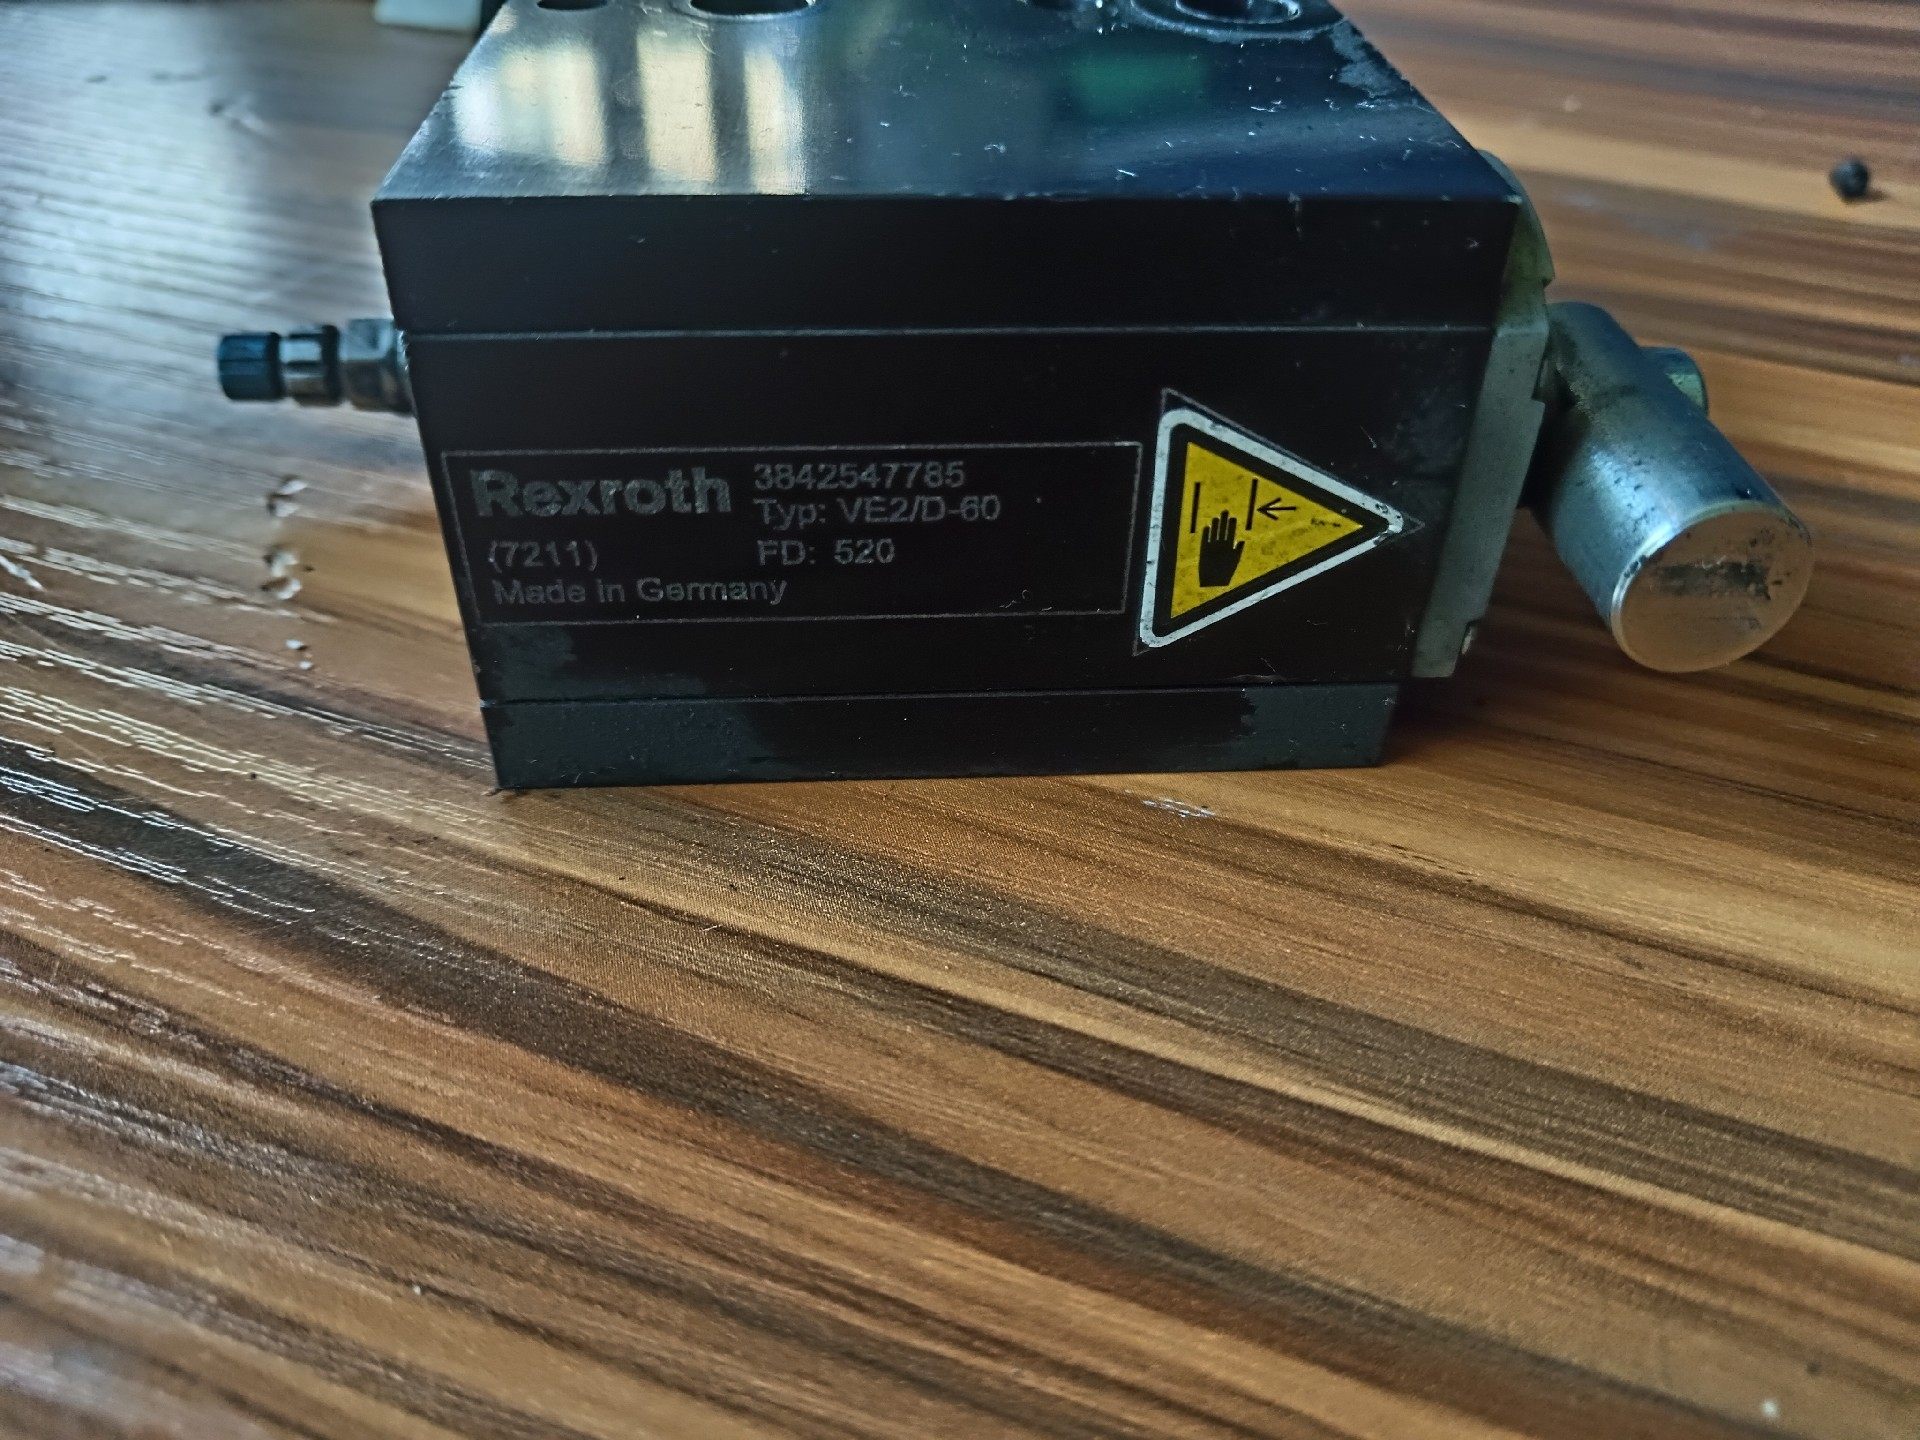 Rexroth 3842547785
Typ: VE2/D-60
(7211) FD: 520
Made in Germany